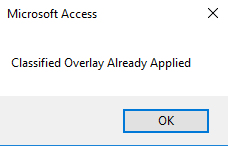 Microsoft Access
Classified Overlay Already Applied
OK